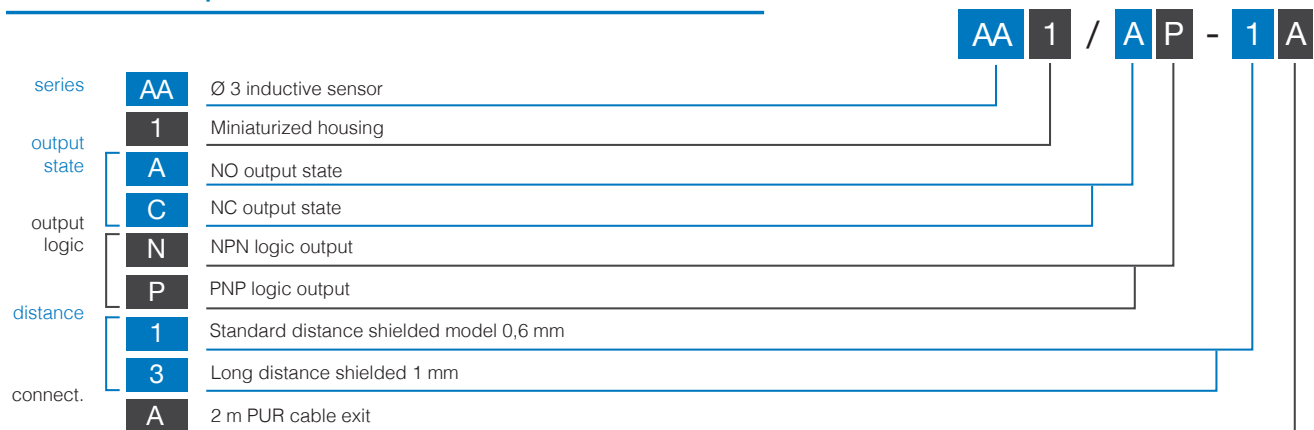 AA 1 / A P - 1 A
series AA Ø 3 inductive sensor
1 Miniaturized housing
output
state A NO output state
C NC output state
output
logic N NPN logic output
P PNP logic output
distance
1 Standard distance shielded model 0,6 mm
3 Long distance shielded 1 mm
connect.
A 2 m PUR cable exit